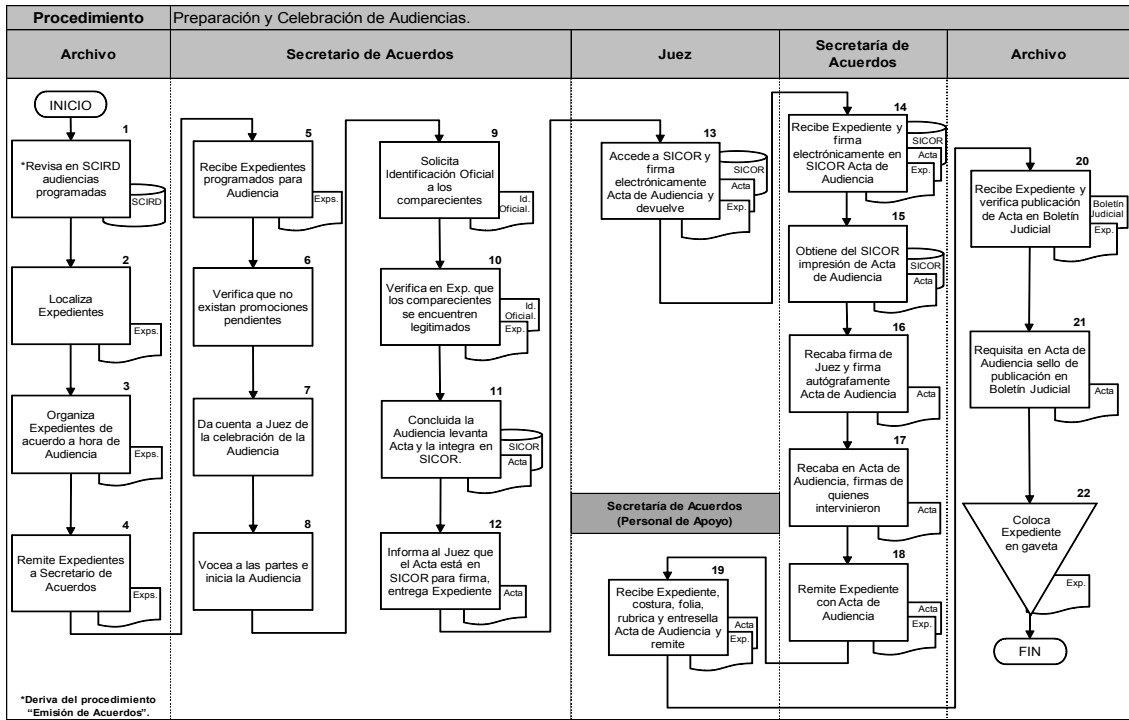 Procedimiento
Preparación y Celebración de Audiencias.
Archivo
Secretario de Acuerdos
Juez
Secretaría de
Acuerdos
Archivo
INICIO
1
*Revisa en SCIRD
audiencias
programadas
SCIRD
2
Localiza
Expedientes
Exps.
3
Organiza
Expedientes de
acuerdo a hora de
Audiencia
Exps.
4
Remite Expedientes
a Secretario de
Acuerdos
Exps.
*Deriva del procedimiento
"Emisión de Acuerdos".
5
Recibe Expedientes
programados para
Audiencia
Exps.
6
Verifica que no
existan promociones
pendientes
7
Da cuenta a Juez de
la celebración de la
Audiencia
8
Vocea a las partes e
inicia la Audiencia
9
Solicita
Identificación Oficial
a los
comparecientes
Id.
Oficial.
10
Verifica en Exp. que
los comparecientes
se encuentren
legitimados
Id.
Oficial.
Exp.
11
Concluida la
Audiencia levanta
Acta y la integra en
SICOR.
SICOR
Acta
12
Informa al Juez que
el Acta está en
SICOR para firma,
entrega Expediente
Acta
13
Accede a SICOR y
firma
electrónicamente
Acta de Audiencia y
devuelve
SICOR
Acta
Exp.
Secretaría de Acuerdos
(Personal de Apoyo)
19
Recibe Expediente,
costura, folia,
rubrica y entresella
Acta de Audiencia y
remite
Acta
Exp.
14
Recibe Expediente y
firma
electrónicamente en
SICOR Acta de
Audiencia
SICOR
Acta
Exp.
15
Obtiene del SICOR
impresión de Acta
de Audiencia
SICOR
Acta
16
Recaba firma de
Juez y firma
autógrafamente
Acta de Audiencia
Acta
17
Recaba en Acta de
Audiencia, firmas de
quienes
intervinieron
Acta
18
Remite Expediente
con Acta de
Audiencia
Acta
Exp.
20
Recibe Expediente y
verifica publicación
de Acta en Boletín
Judicial
Boletín
Judicial
Exp.
21
Requisita en Acta de
Audiencia sello de
publicación en
Boletín Judicial
Acta
22
Coloca
Expediente
en gaveta
Exp.
FIN